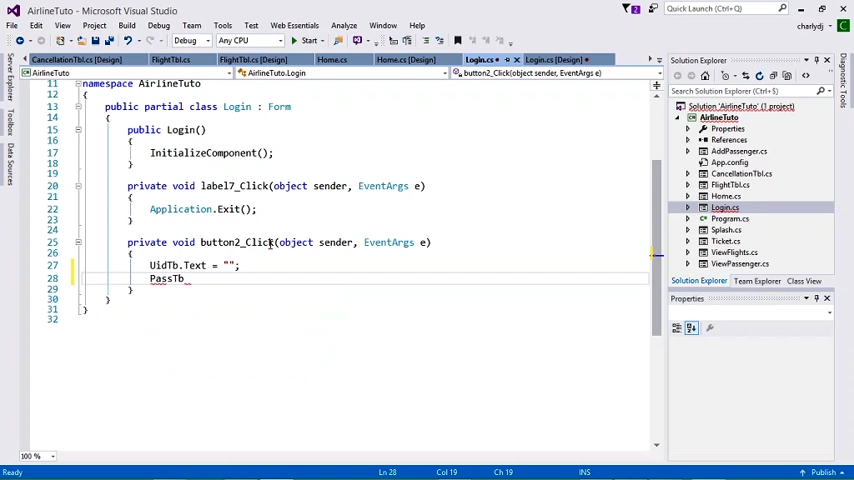 AirlineTuto - Microsoft Visual Studio
2
Quick Launch (Ctrl+Q)
File Edit View Project Build Debug Team Tools Test Web Essentials Analyze Window Help
charlydj
C
Debug Any CPU Start
CancellationTbl.cs [Design] FlightTbl.cs FlightTbl.cs [Design] Home.cs Home.cs [Design] Login.cs Login.cs [Design]
AirlineTuto AirlineTuto.Login button2_Click(object sender, EventArgs e)
Server Explorer
Toolbox
Data Sources
11 namespace AirlineTuto
12 {
13 public partial class Login : Form
14 {
15 public Login()
16 {
17 InitializeComponent();
18 }
19
20 private void label7_Click(object sender, EventArgs e)
21 {
22 Application.Exit();
23 }
24
25 private void button2_Click(object sender, EventArgs e)
26 {
27 UidTb.Text = "";
28 PassTb
29 }
30 }
31 }
32
100 %
Solution Explorer
Search Solution Explorer (Ctrl+$)
Solution 'AirlineTuto' (1 project)
AirlineTuto
Properties
References
AddPassenger.cs
App.config
CancellationTbl.cs
FlightTbl.cs
Home.cs
Login.cs
Program.cs
Splash.cs
Ticket.cs
ViewFlights.cs
ViewPassenger.cs
Solution Explorer Team Explorer Class View
Properties
Diagnostic Tools
Ready Ln 28 Col 19 Ch 19 INS Publish